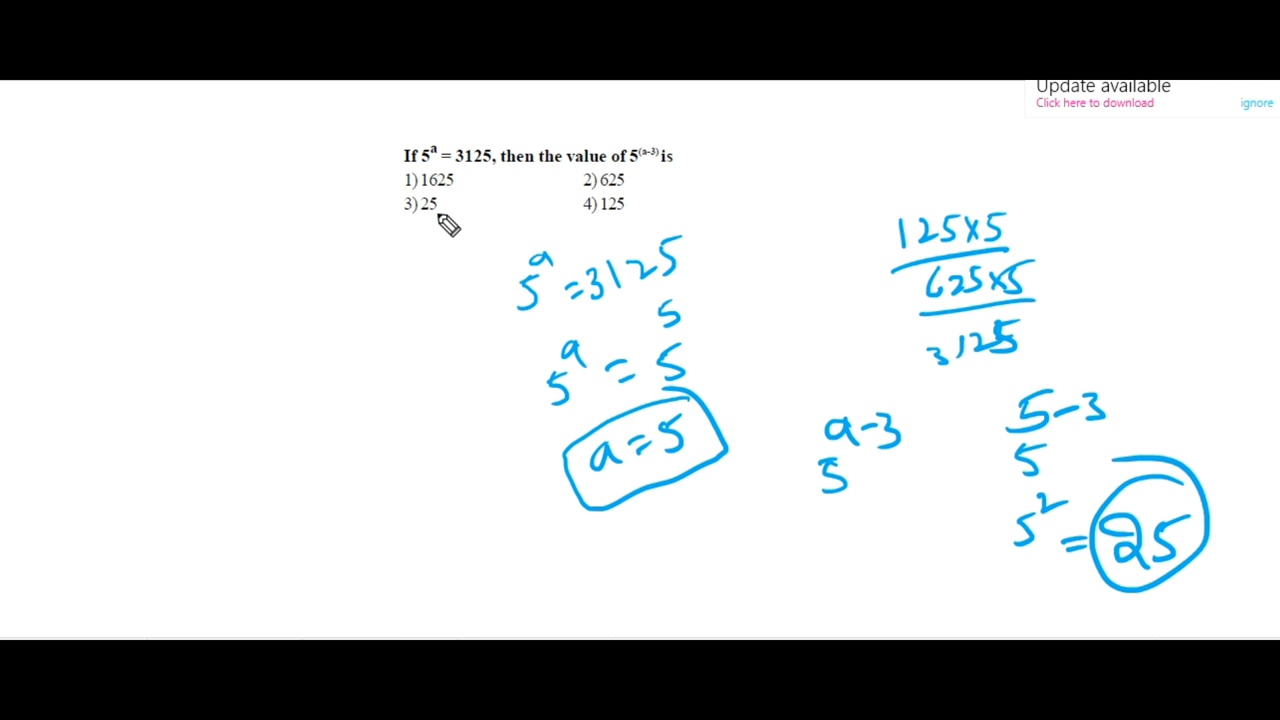 Update available
Click here to download ignore
If 5^a = 3125, then the value of 5^(a-3) is
1) 1625 2) 625
3) 25 4) 125
125×5
625×5
3125
5^a = 3125
5
5^a = 5
a = 5
a-3
5
5-3
5
5^2 = 25